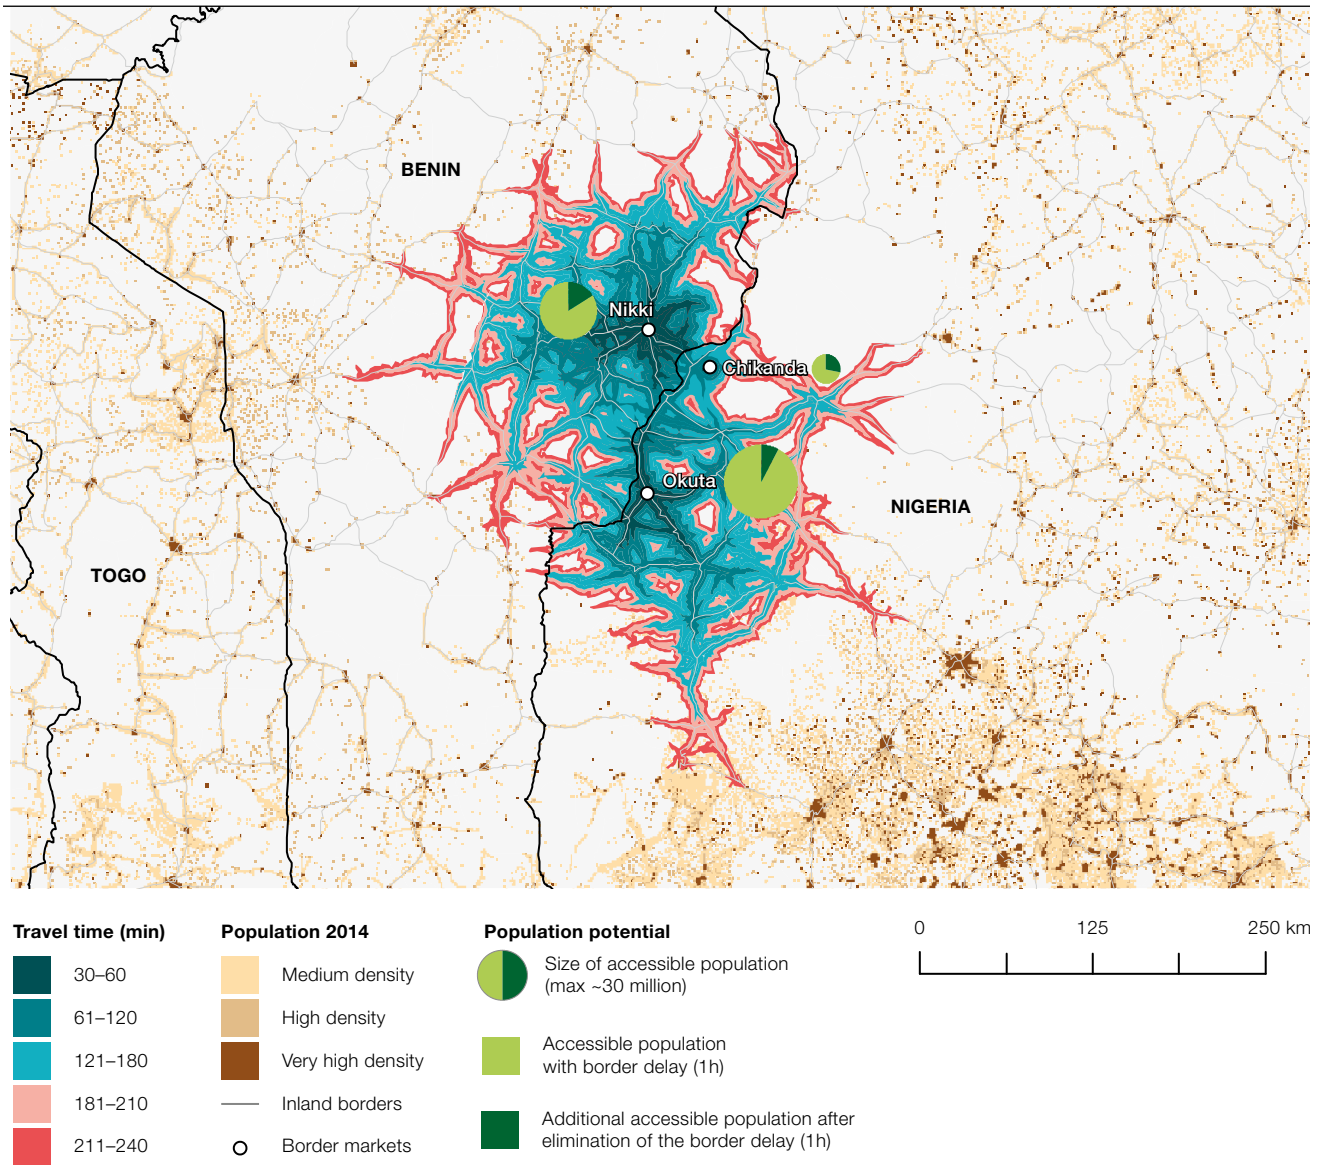 BENIN
Nikki
Chikanda
Okuta
NIGERIA
TOGO
Travel time (min)
30–60
61–120
121–180
181–210
211–240
Population 2014
Medium density
High density
Very high density
Inland borders
Border markets
Population potential
Size of accessible population
(max ~30 million)
Accessible population
with border delay (1h)
Additional accessible population after
elimination of the border delay (1h)
0 125 250 km